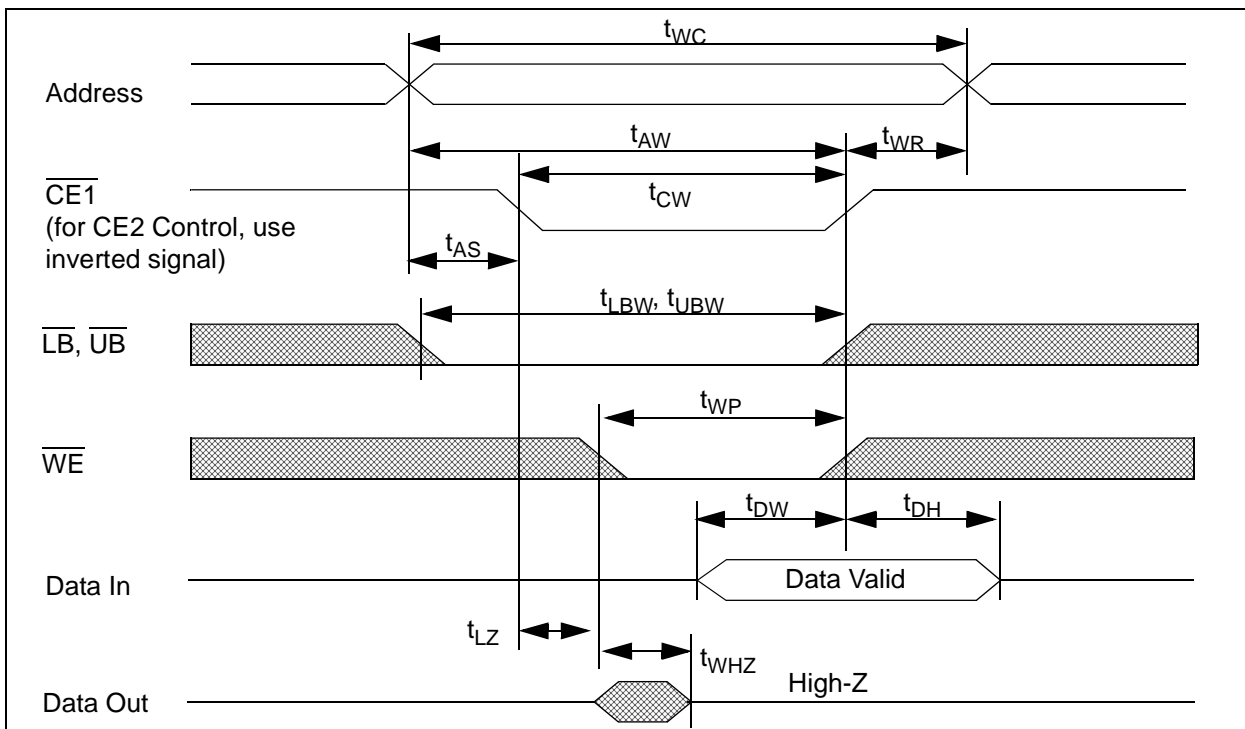 tWC
Address
tAW
tWR
CE1
(for CE2 Control, use
inverted signal)
tCW
tAS
tLBW, tUBW
LB, UB
tWP
WE
tDW
tDH
Data In
Data Valid
tLZ
tWHZ
High-Z
Data Out